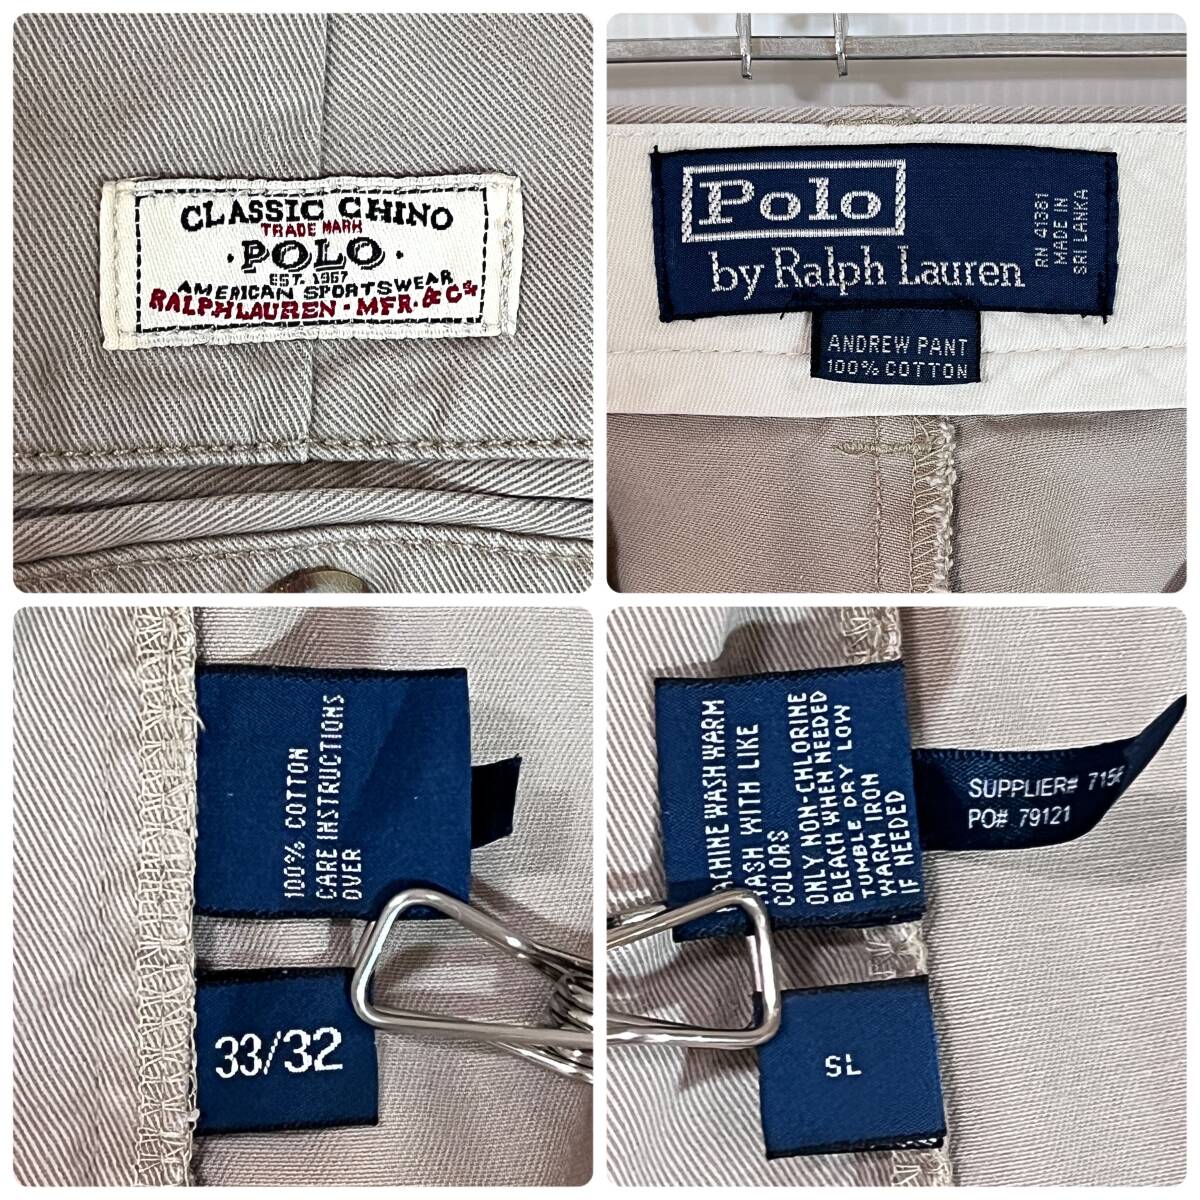 CLASSIC CHINO
TRADE MARK
· POLO ·
EST. 1967
AMERICAN SPORTSWEAR
RALPH LAUREN · MFR. & Co.
Polo
by Ralph Lauren
RN 41381
MADE IN
SRI LANKA
ANDREW PANT
100% COTTON
100% COTTON
CARE INSTRUCTIONS
OVER
33/32
WASH WARM
WITH LIKE
COLORS
ONLY NON-CHLORINE
BLEACH WHEN NEEDED
TUMBLE DRY LOW
WARM IRON
IF NEEDED
SUPPLIER#
PO# 79121
SL